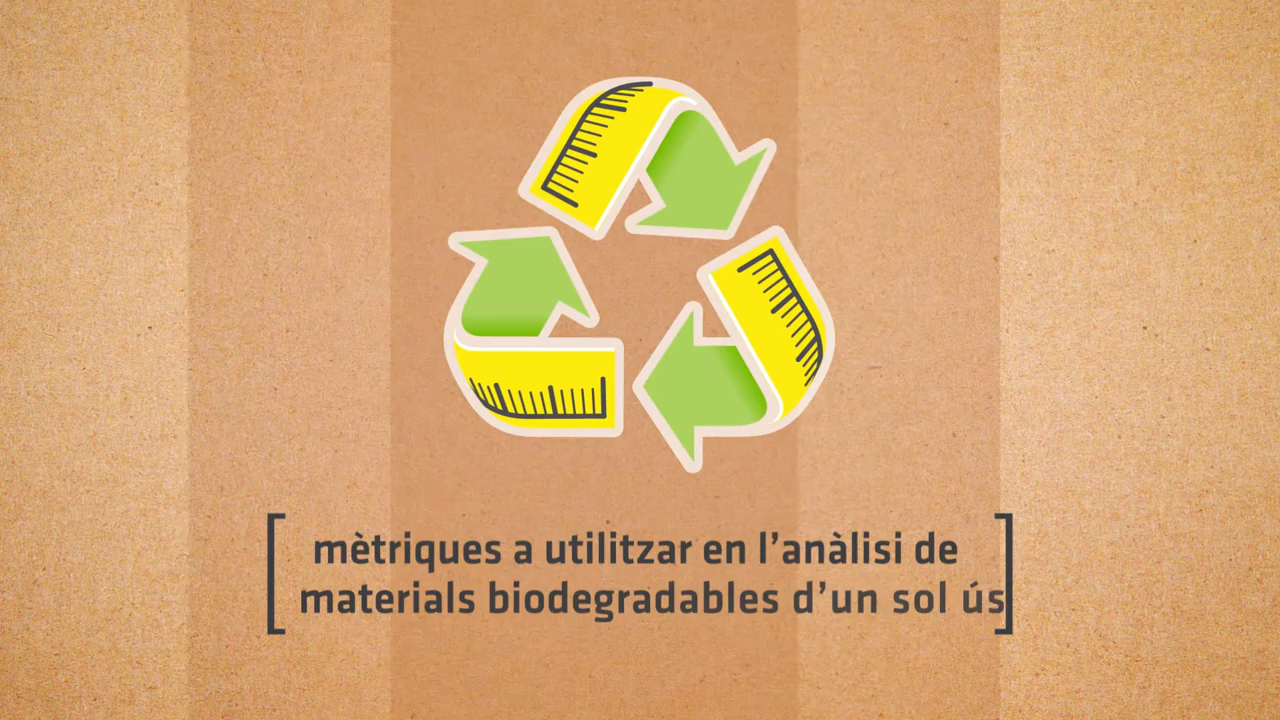 mètriques a utilitzar en l’anàlisi de
materials biodegradables d’un sol ús